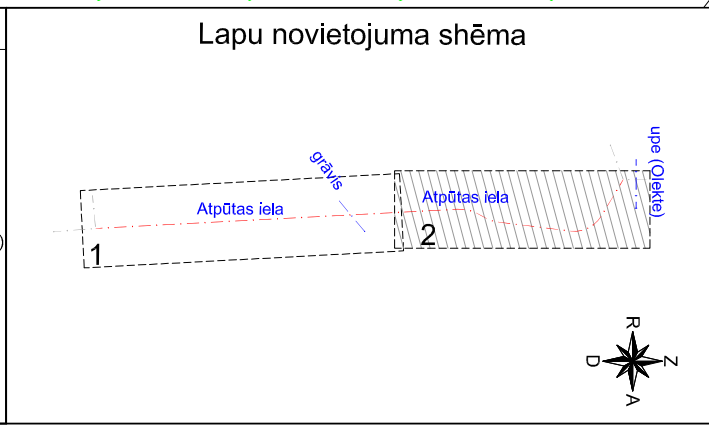 Lapu novietojuma shēma
upe (Olekte)
grāvis
Atpūtas iela
Atpūtas iela
1
2
R
D
Z
A